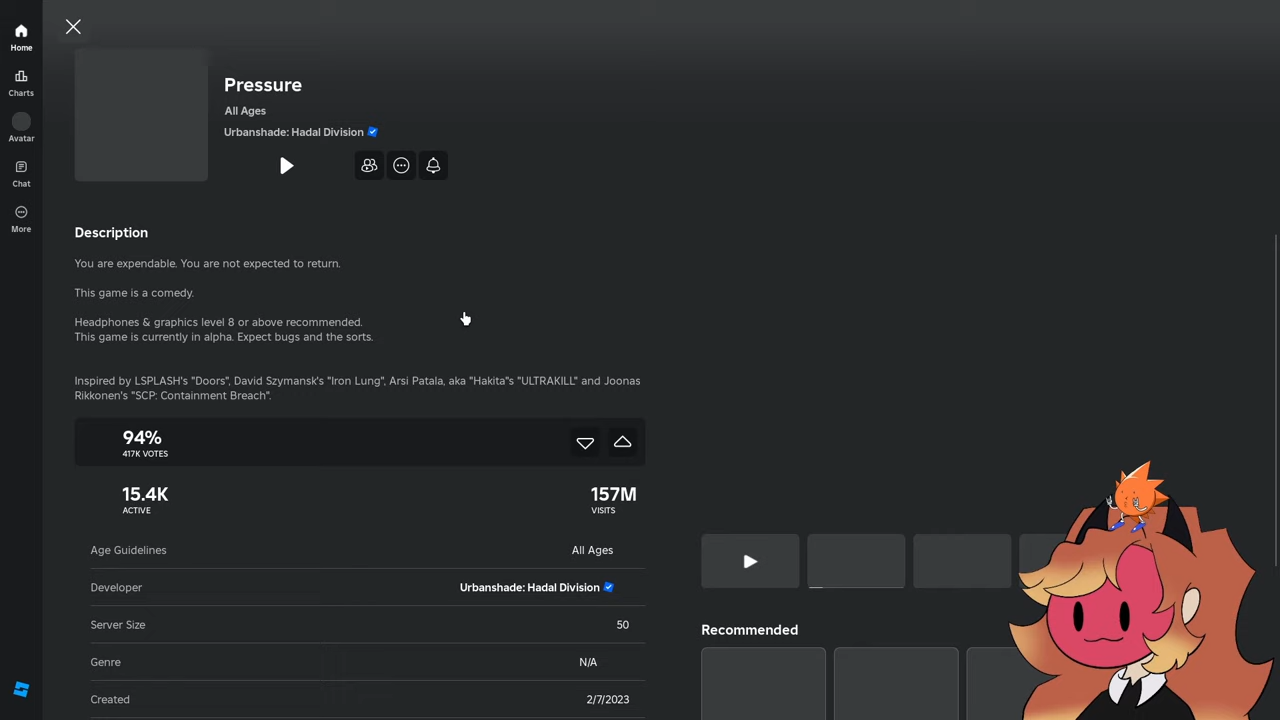 Home
Charts
Avatar
Chat
More
Pressure
All Ages
Urbanshade: Hadal Division
Description
You are expendable. You are not expected to return.
This game is a comedy.
Headphones & graphics level 8 or above recommended.
This game is currently in alpha. Expect bugs and the sorts.
Inspired by LSPLASH's "Doors", David Szymansk's "Iron Lung", Arsi Patala, aka "Hakita"s "ULTRAKILL" and Joonas
Rikkonen's "SCP: Containment Breach".
94%
417K VOTES
15.4K
ACTIVE
157M
VISITS
Age Guidelines
All Ages
Developer
Urbanshade: Hadal Division
Server Size
50
Genre
N/A
Created
2/7/2023
Recommended